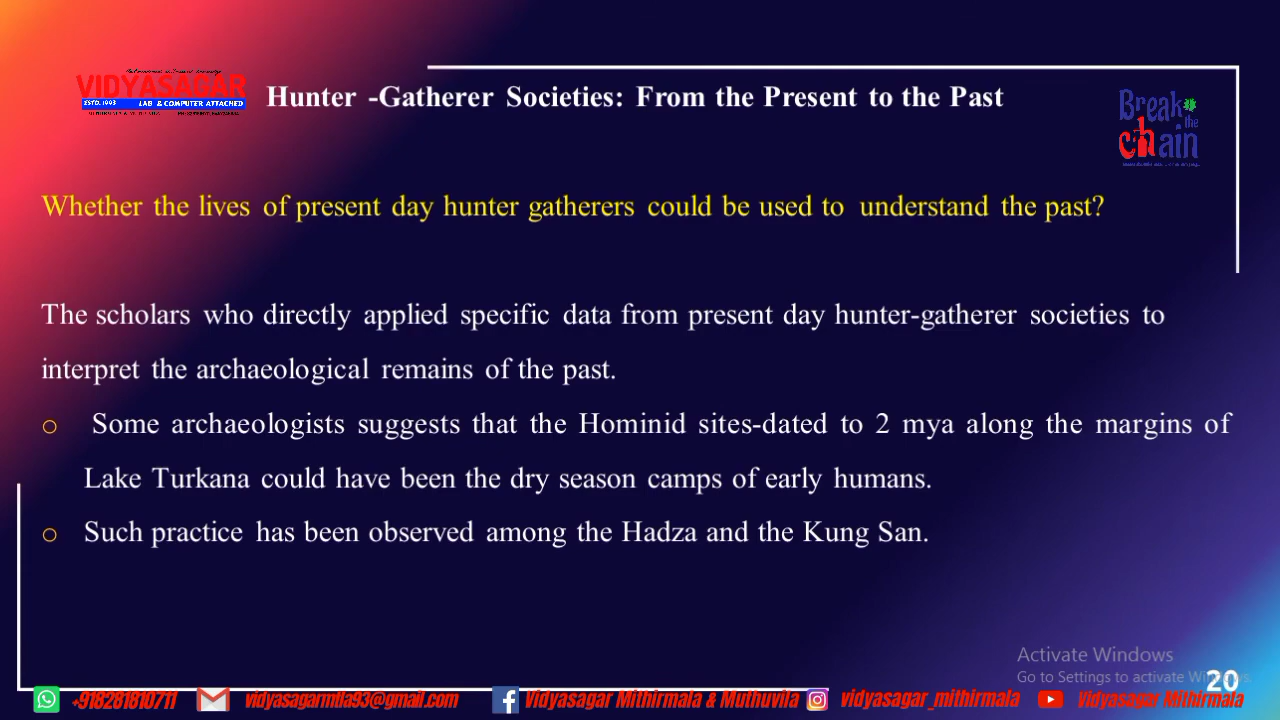 VIDYASAGAR
ESTD. 1993 LAB & COMPUTER ATTACHED
Hunter -Gatherer Societies: From the Present to the Past
Break
the
chain
Whether the lives of present day hunter gatherers could be used to understand the past?
The scholars who directly applied specific data from present day hunter-gatherer societies to
interpret the archaeological remains of the past.
o Some archaeologists suggests that the Hominid sites-dated to 2 mya along the margins of
Lake Turkana could have been the dry season camps of early humans.
o Such practice has been observed among the Hadza and the Kung San.
Activate Windows
Go to Settings to activate Windows.
20
+918281810711 vidyasagarmtla93@gmail.com Vidyasagar Mithirmala & Muthuvila vidyasagar_mithirmala Vidyasagar Mithirmala